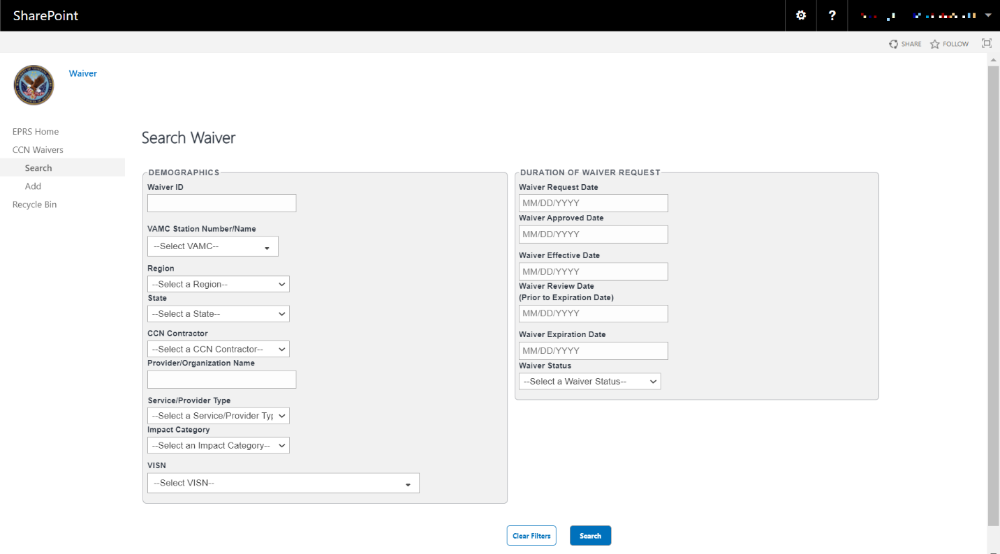 SharePoint
?
SHARE
FOLLOW
Waiver
EPRS Home
CCN Waivers
Search
Add
Recycle Bin
Search Waiver
DEMOGRAPHICS
Waiver ID
VAMC Station Number/Name
--Select VAMC--
Region
--Select a Region--
State
--Select a State--
CCN Contractor
--Select a CCN Contractor--
Provider/Organization Name
Service/Provider Type
--Select a Service/Provider Typ
Impact Category
--Select an Impact Category--
VISN
--Select VISN--
DURATION OF WAIVER REQUEST
Waiver Request Date
MM/DD/YYYY
Waiver Approved Date
MM/DD/YYYY
Waiver Effective Date
MM/DD/YYYY
Waiver Review Date
(Prior to Expiration Date)
MM/DD/YYYY
Waiver Expiration Date
MM/DD/YYYY
Waiver Status
--Select a Waiver Status--
Clear Filters
Search